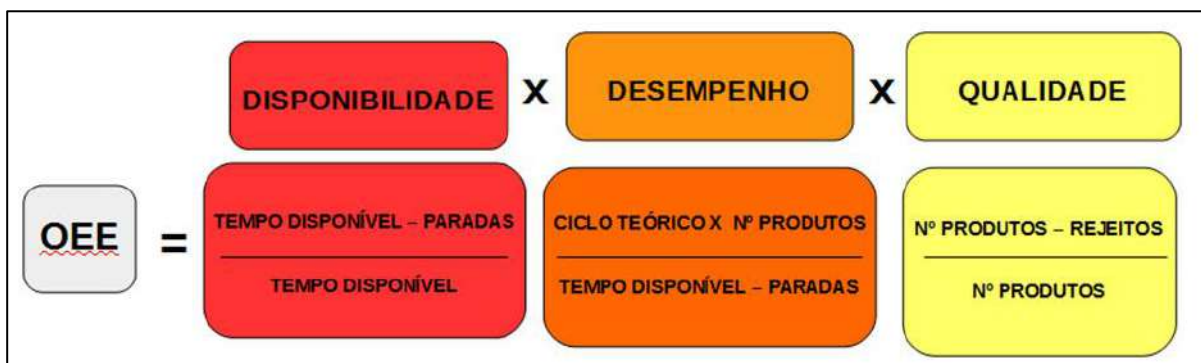 DISPONIBILIDADE X DESEMPENHO X QUALIDADE
OEE = 
TEMPO DISPONÍVEL – PARADAS
TEMPO DISPONÍVEL
CICLO TEÓRICO X Nº PRODUTOS
TEMPO DISPONÍVEL – PARADAS
Nº PRODUTOS – REJEITOS
Nº PRODUTOS